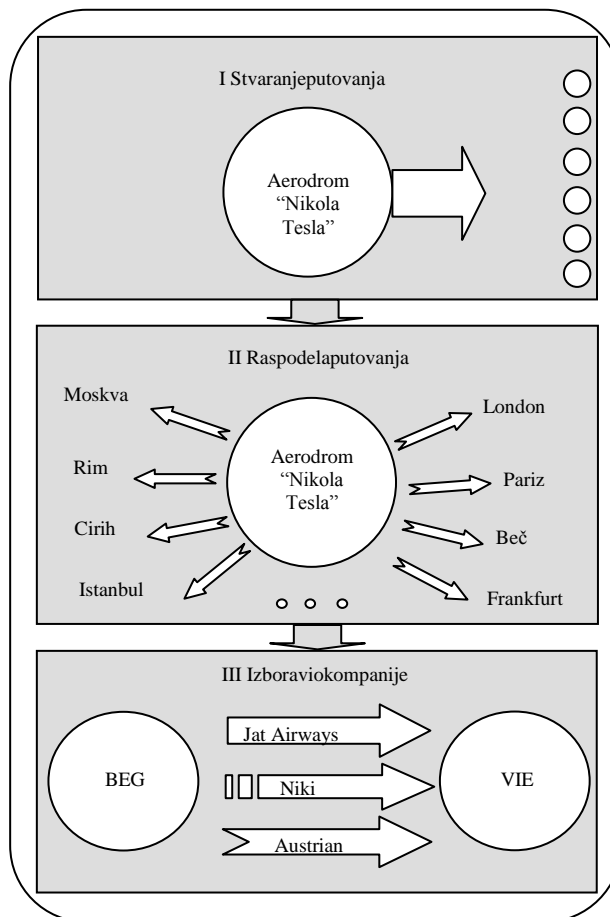 I Stvaranjeputovanja
Aerodrom
“Nikola
Tesla”
II Raspodelaputovanja
Moskva
London
Rim
Aerodrom
“Nikola
Tesla”
Pariz
Cirih
Beč
Istanbul
Frankfurt
III Izboraviokompanije
Jat Airways
BEG
Niki
VIE
Austrian